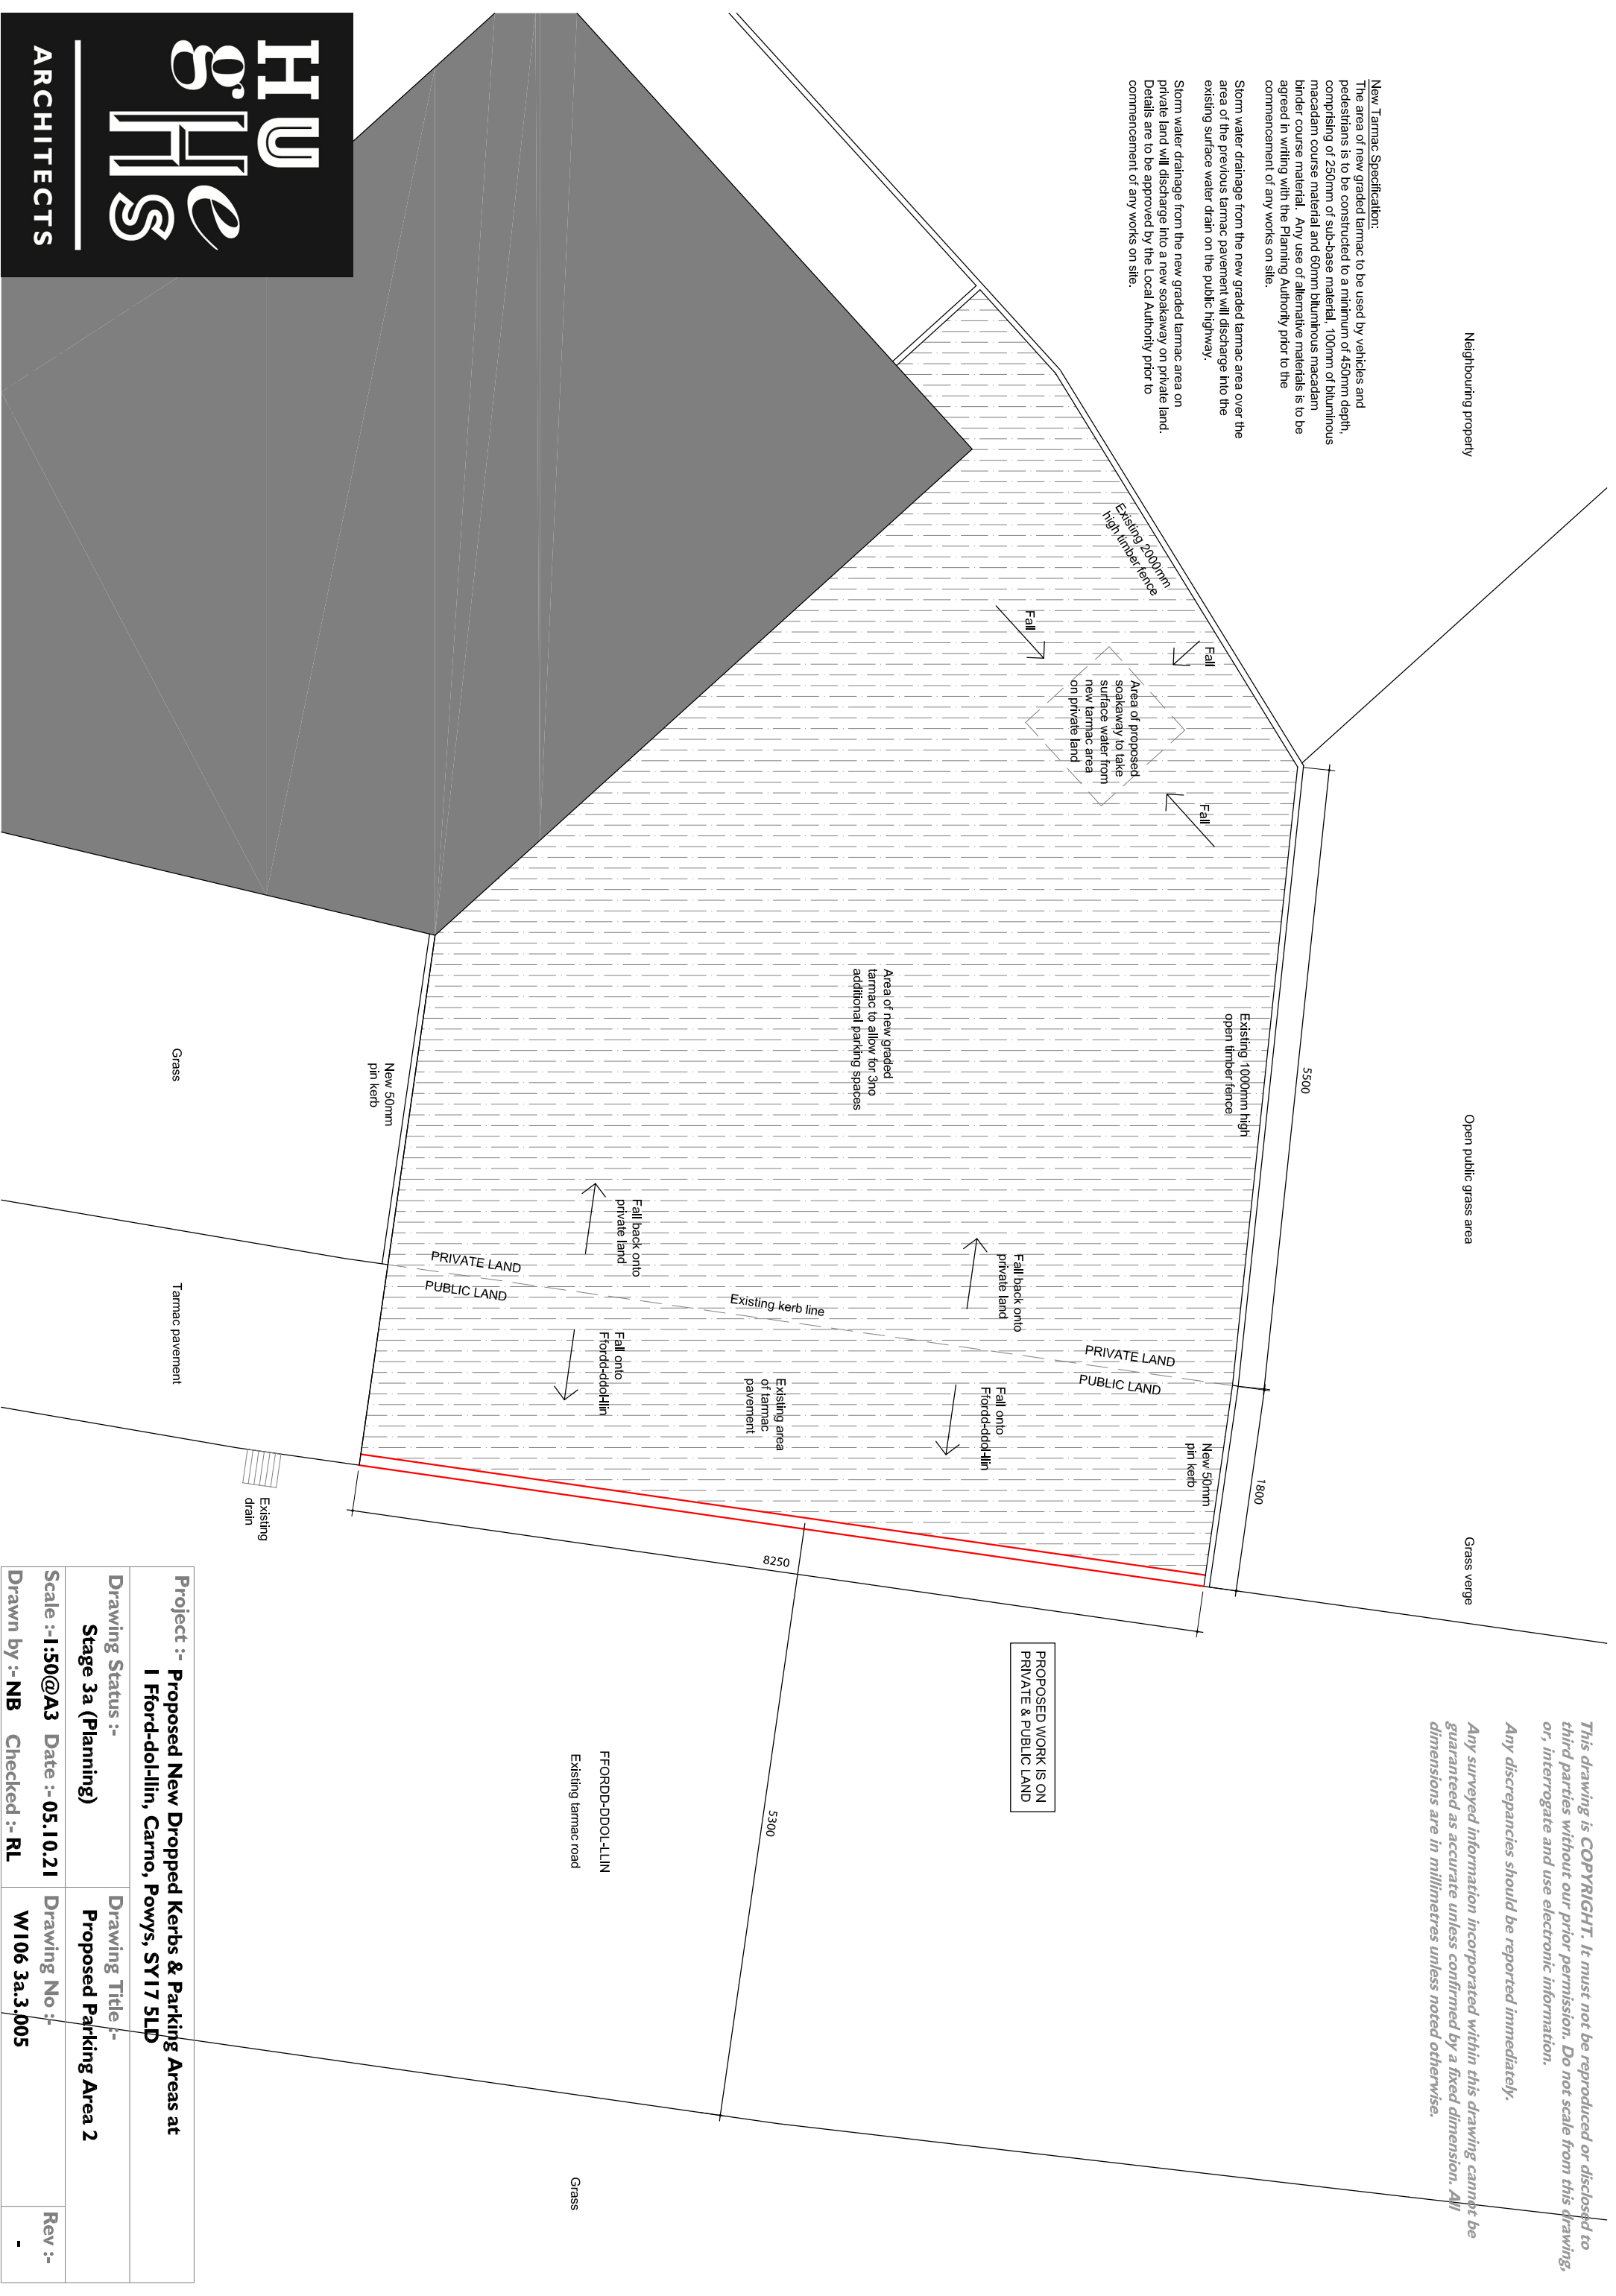 This drawing is COPYRIGHT. It must not be reproduced or disclosed to
third parties without our prior permission. Do not scale from this drawing,
or, interrogate and use electronic information.
Any discrepancies should be reported immediately.
Any surveyed information incorporated within this drawing cannot be
guaranteed as accurate unless confirmed by a fixed dimension. All
dimensions are in millimetres unless noted otherwise.
Neighbouring property
Open public grass area
Grass verge
New Tarmac Specification:
The area of new graded tarmac to be used by vehicles and
pedestrians is to be constructed to a minimum of 450mm depth,
comprising of 250mm of sub-base material, 100mm of bituminous
macadam course material and 60mm bituminous macadam
binder course material. Any use of alternative materials is to be
agreed in writing with the Planning Authority prior to the
commencement of any works on site.
Storm water drainage from the new graded tarmac area over the
area of the previous tarmac pavement will discharge into the
existing surface water drain on the public highway.
Storm water drainage from the new graded tarmac area on
private land will discharge into a new soakaway on private land.
Details are to be approved by the Local Authority prior to
commencement of any works on site.
5500
1800
Existing 2000mm
high timber fence
Existing 1000mm high
open timber fence
New 50mm
pin kerb
Fall
Fall
Fall
Area of proposed
soakaway to take
surface water from
new tarmac area
on private land
PRIVATE LAND
PUBLIC LAND
Fall back onto
private land
Fall onto
Ffordd-ddol-llin
PROPOSED WORK IS ON
PRIVATE & PUBLIC LAND
Area of new graded
tarmac to allow for 3no
additional parking spaces
Existing kerb line
Existing area
of tarmac
pavement
8250
5300
Fall back onto
private land
Fall onto
Ffordd-ddol-llin
FFORDD-DDOL-LLIN
Existing tarmac road
Grass
PRIVATE LAND
PUBLIC LAND
New 50mm
pin kerb
Existing
drain
Grass
Tarmac pavement
HUgHes
ARCHITECTS
Project :- Proposed New Dropped Kerbs & Parking Areas at
1 Fford-dol-llin, Carno, Powys, SY17 5LD
Drawing Status :-
Stage 3a (Planning)
Drawing Title :-
Proposed Parking Area 2
Scale :-1:50@A3 Date :- 05.10.21
Drawn by :- NB Checked :- RL
Drawing No :-
W106 3a.3.005
Rev :-
-